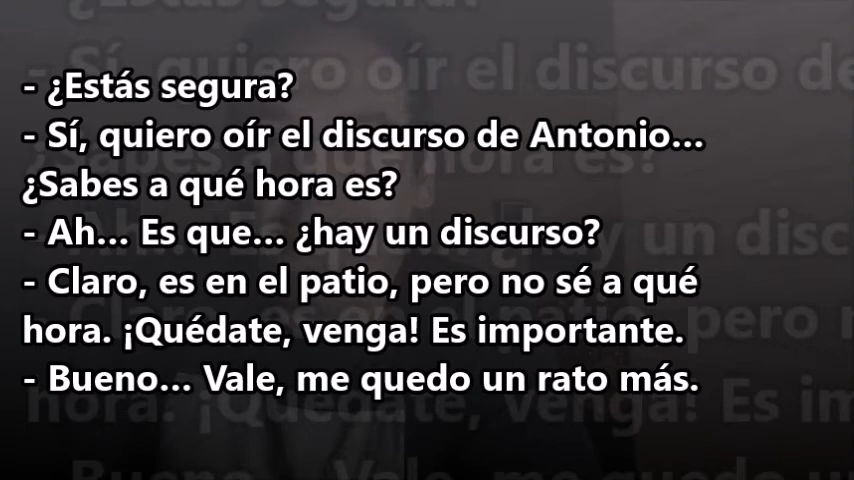 - ¿Estás segura?
- Sí, quiero oír el discurso de Antonio...
¿Sabes a qué hora es?
- Ah... Es que... ¿hay un discurso?
- Claro, es en el patio, pero no sé a qué
hora. ¡Quédate, venga! Es importante.
- Bueno... Vale, me quedo un rato más.